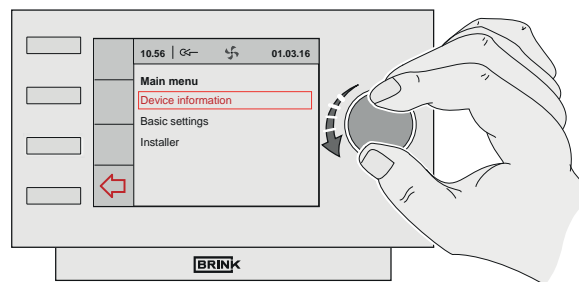 10.56 01.03.16
Main menu
Device information
Basic settings
Installer
BRINK